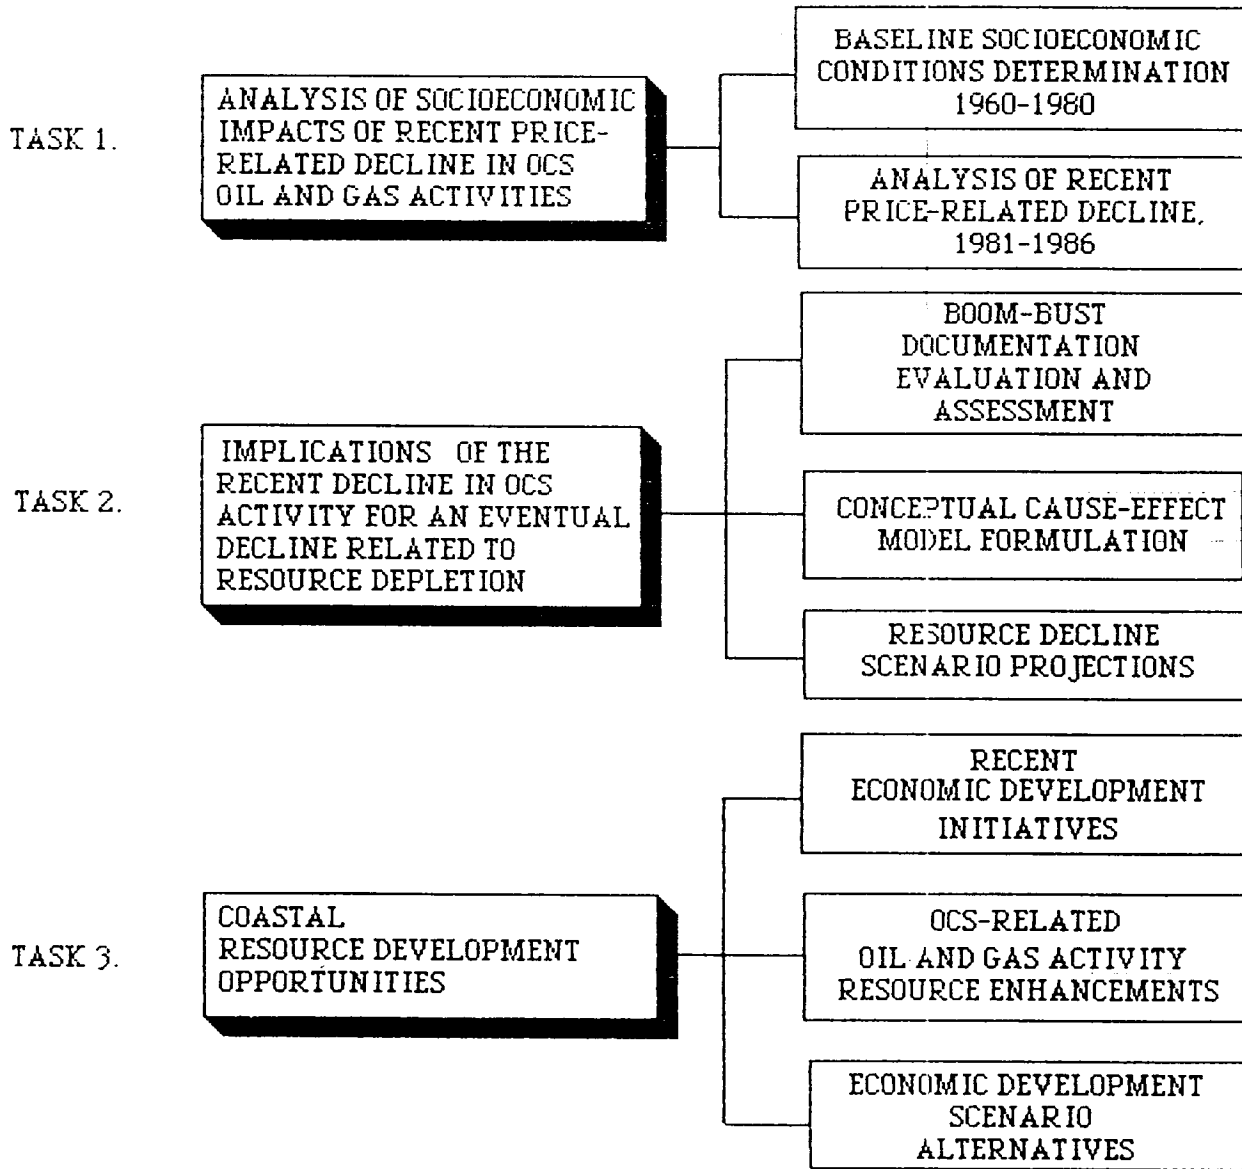 TASK 1.
ANALYSIS OF SOCIOECONOMIC
IMPACTS OF RECENT PRICE-
RELATED DECLINE IN OCS
OIL AND GAS ACTIVITIES
BASELINE SOCIOECONOMIC
CONDITIONS DETERMINATION
1960-1980
ANALYSIS OF RECENT
PRICE-RELATED DECLINE,
1981-1986
TASK 2.
IMPLICATIONS OF THE
RECENT DECLINE IN OCS
ACTIVITY FOR AN EVENTUAL
DECLINE RELATED TO
RESOURCE DEPLETION
BOOM-BUST
DOCUMENTATION
EVALUATION AND
ASSESSMENT
CONCEPTUAL CAUSE-EFFECT
MODEL FORMULATION
RESOURCE DECLINE
SCENARIO PROJECTIONS
TASK 3.
COASTAL
RESOURCE DEVELOPMENT
OPPORTUNITIES
RECENT
ECONOMIC DEVELOPMENT
INITIATIVES
OCS-RELATED
OIL AND GAS ACTIVITY
RESOURCE ENHANCEMENTS
ECONOMIC DEVELOPMENT
SCENARIO
ALTERNATIVES